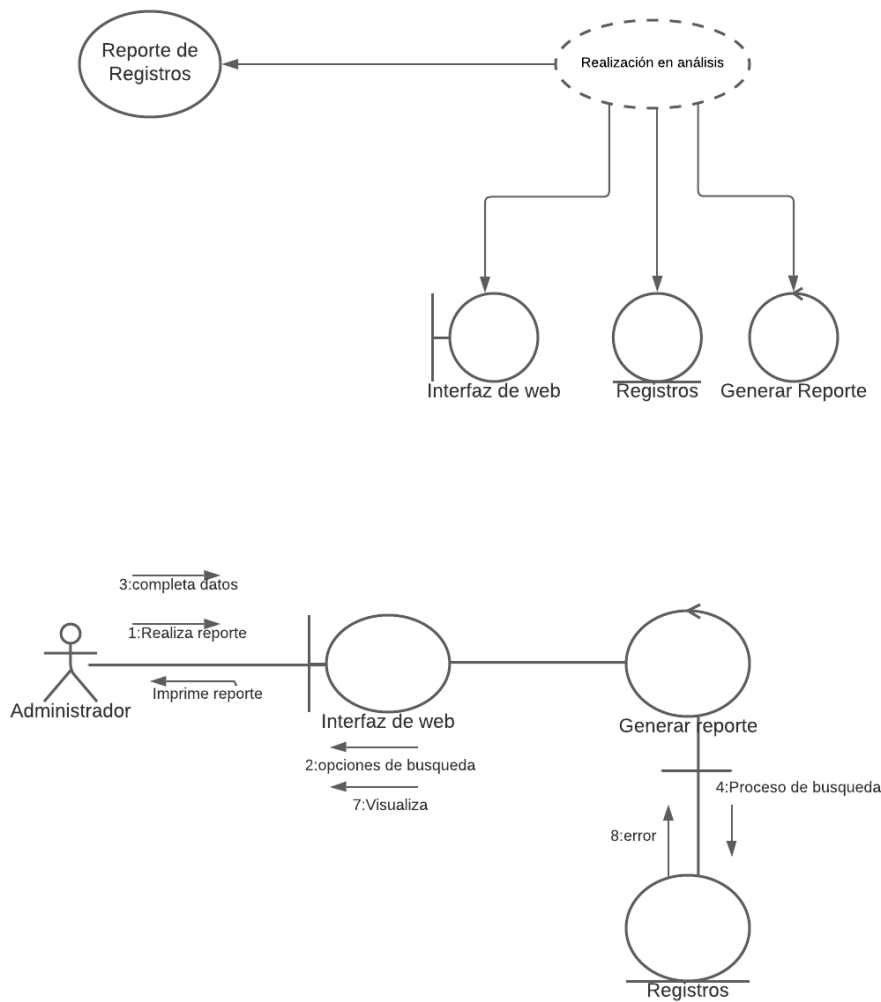 Reporte de
Registros
Realización en análisis
Interfaz de web
Registros
Generar Reporte
3:completa datos
1:Realiza reporte
Imprime reporte
Administrador
Interfaz de web
Generar reporte
2:opciones de busqueda
7:Visualiza
4:Proceso de busqueda
8:error
Registros